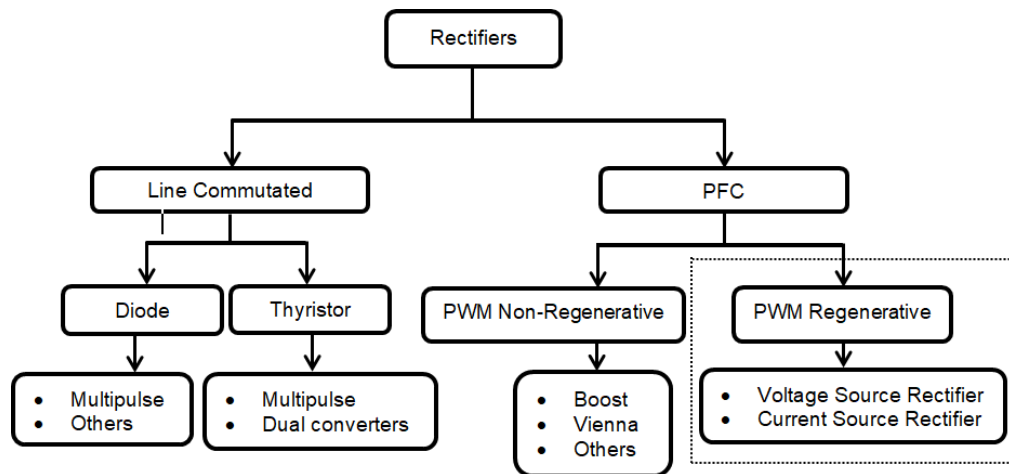 Rectifiers
Line Commutated
PFC
Diode
Thyristor
PWM Non-Regenerative
PWM Regenerative
• Multipulse
• Others
• Multipulse
• Dual converters
• Boost
• Vienna
• Others
• Voltage Source Rectifier
• Current Source Rectifier